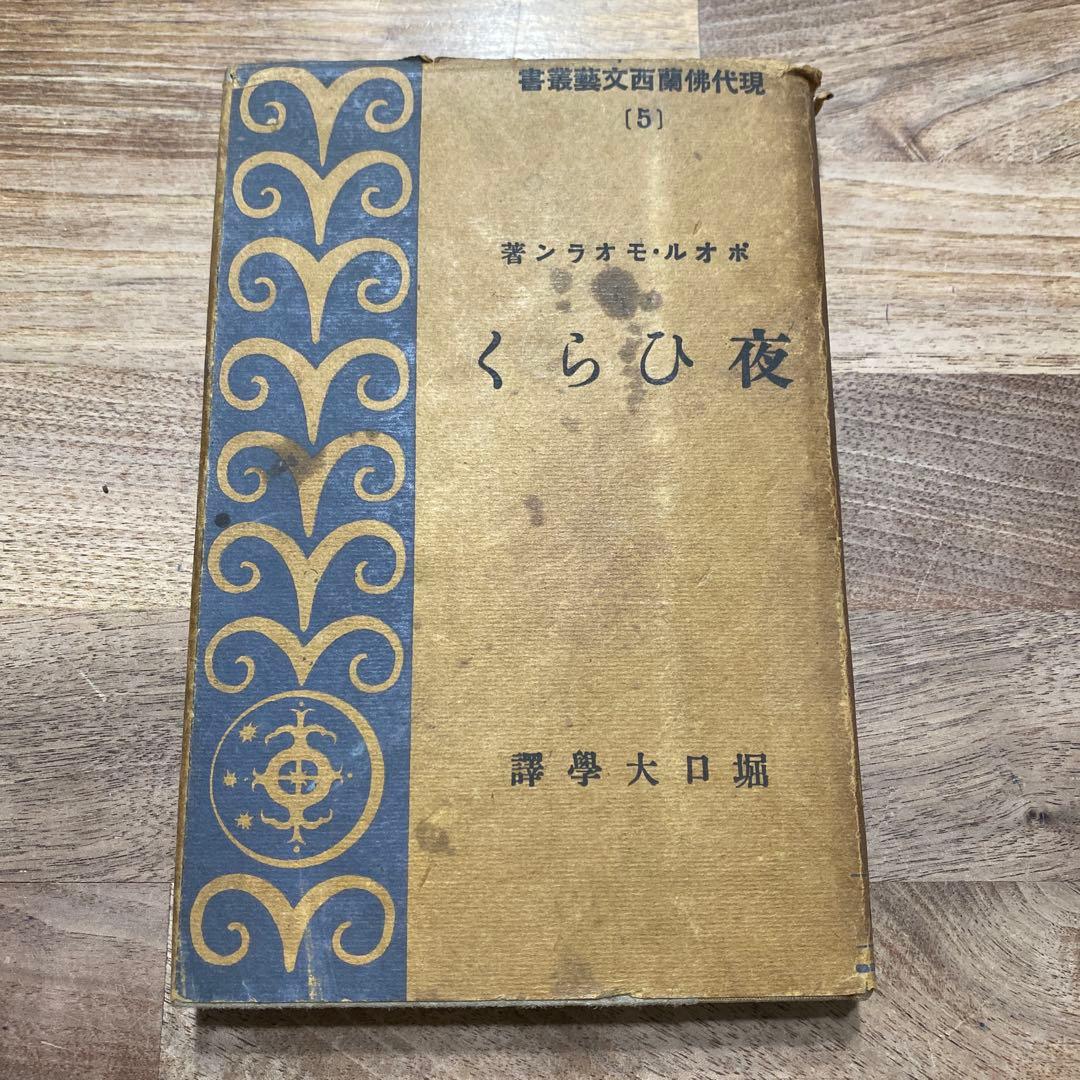 現代佛蘭西文藝叢書
〔5〕
ポオル・モオラン著
夜ひらく
堀口大學譯